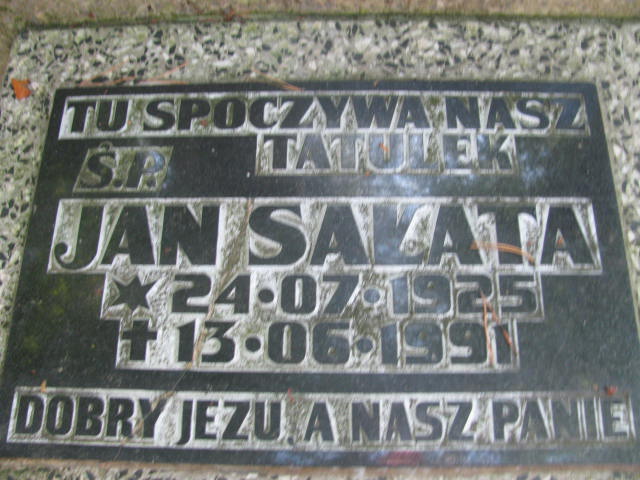 TU SPOCZYWA NASZ
Ś.P. TATULEK
JAN SAŁATA
★ 24·07·1925
✝ 13·06·1991
DOBRY JEZU, A NASZ PANIE